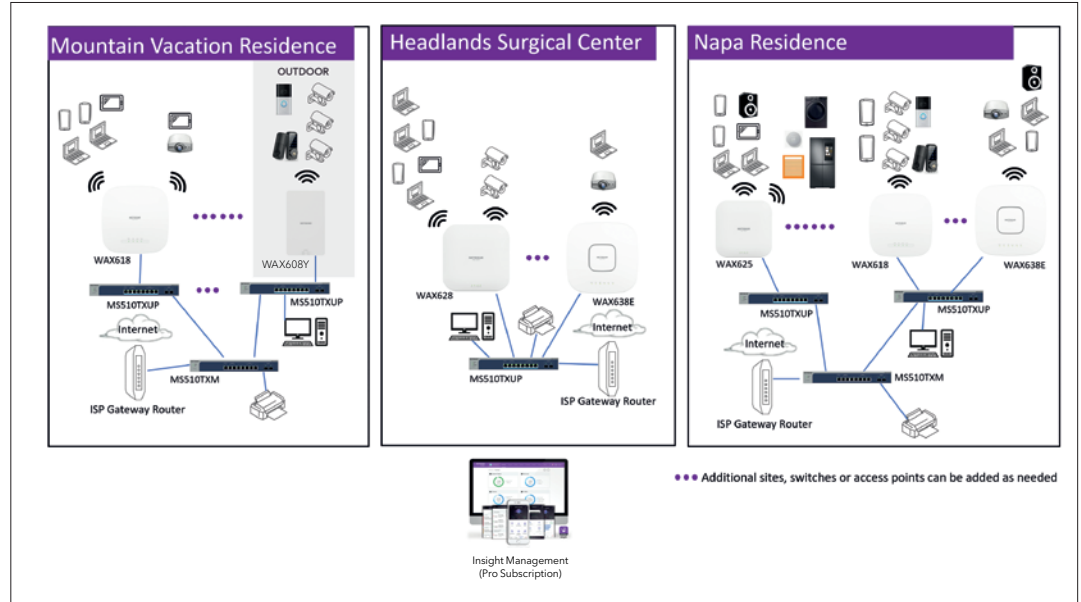 Mountain Vacation Residence
OUTDOOR
WAX618
WAX608Y
MS510TXUP
MS510TXUP
Internet
MS510TXM
ISP Gateway Router
Headlands Surgical Center
WAX628
WAX638E
Internet
MS510TXUP
ISP Gateway Router
Napa Residence
WAX625
WAX618
WAX638E
MS510TXUP
MS510TXUP
Internet
MS510TXM
ISP Gateway Router
Additional sites, switches or access points can be added as needed
Insight Management
(Pro Subscription)